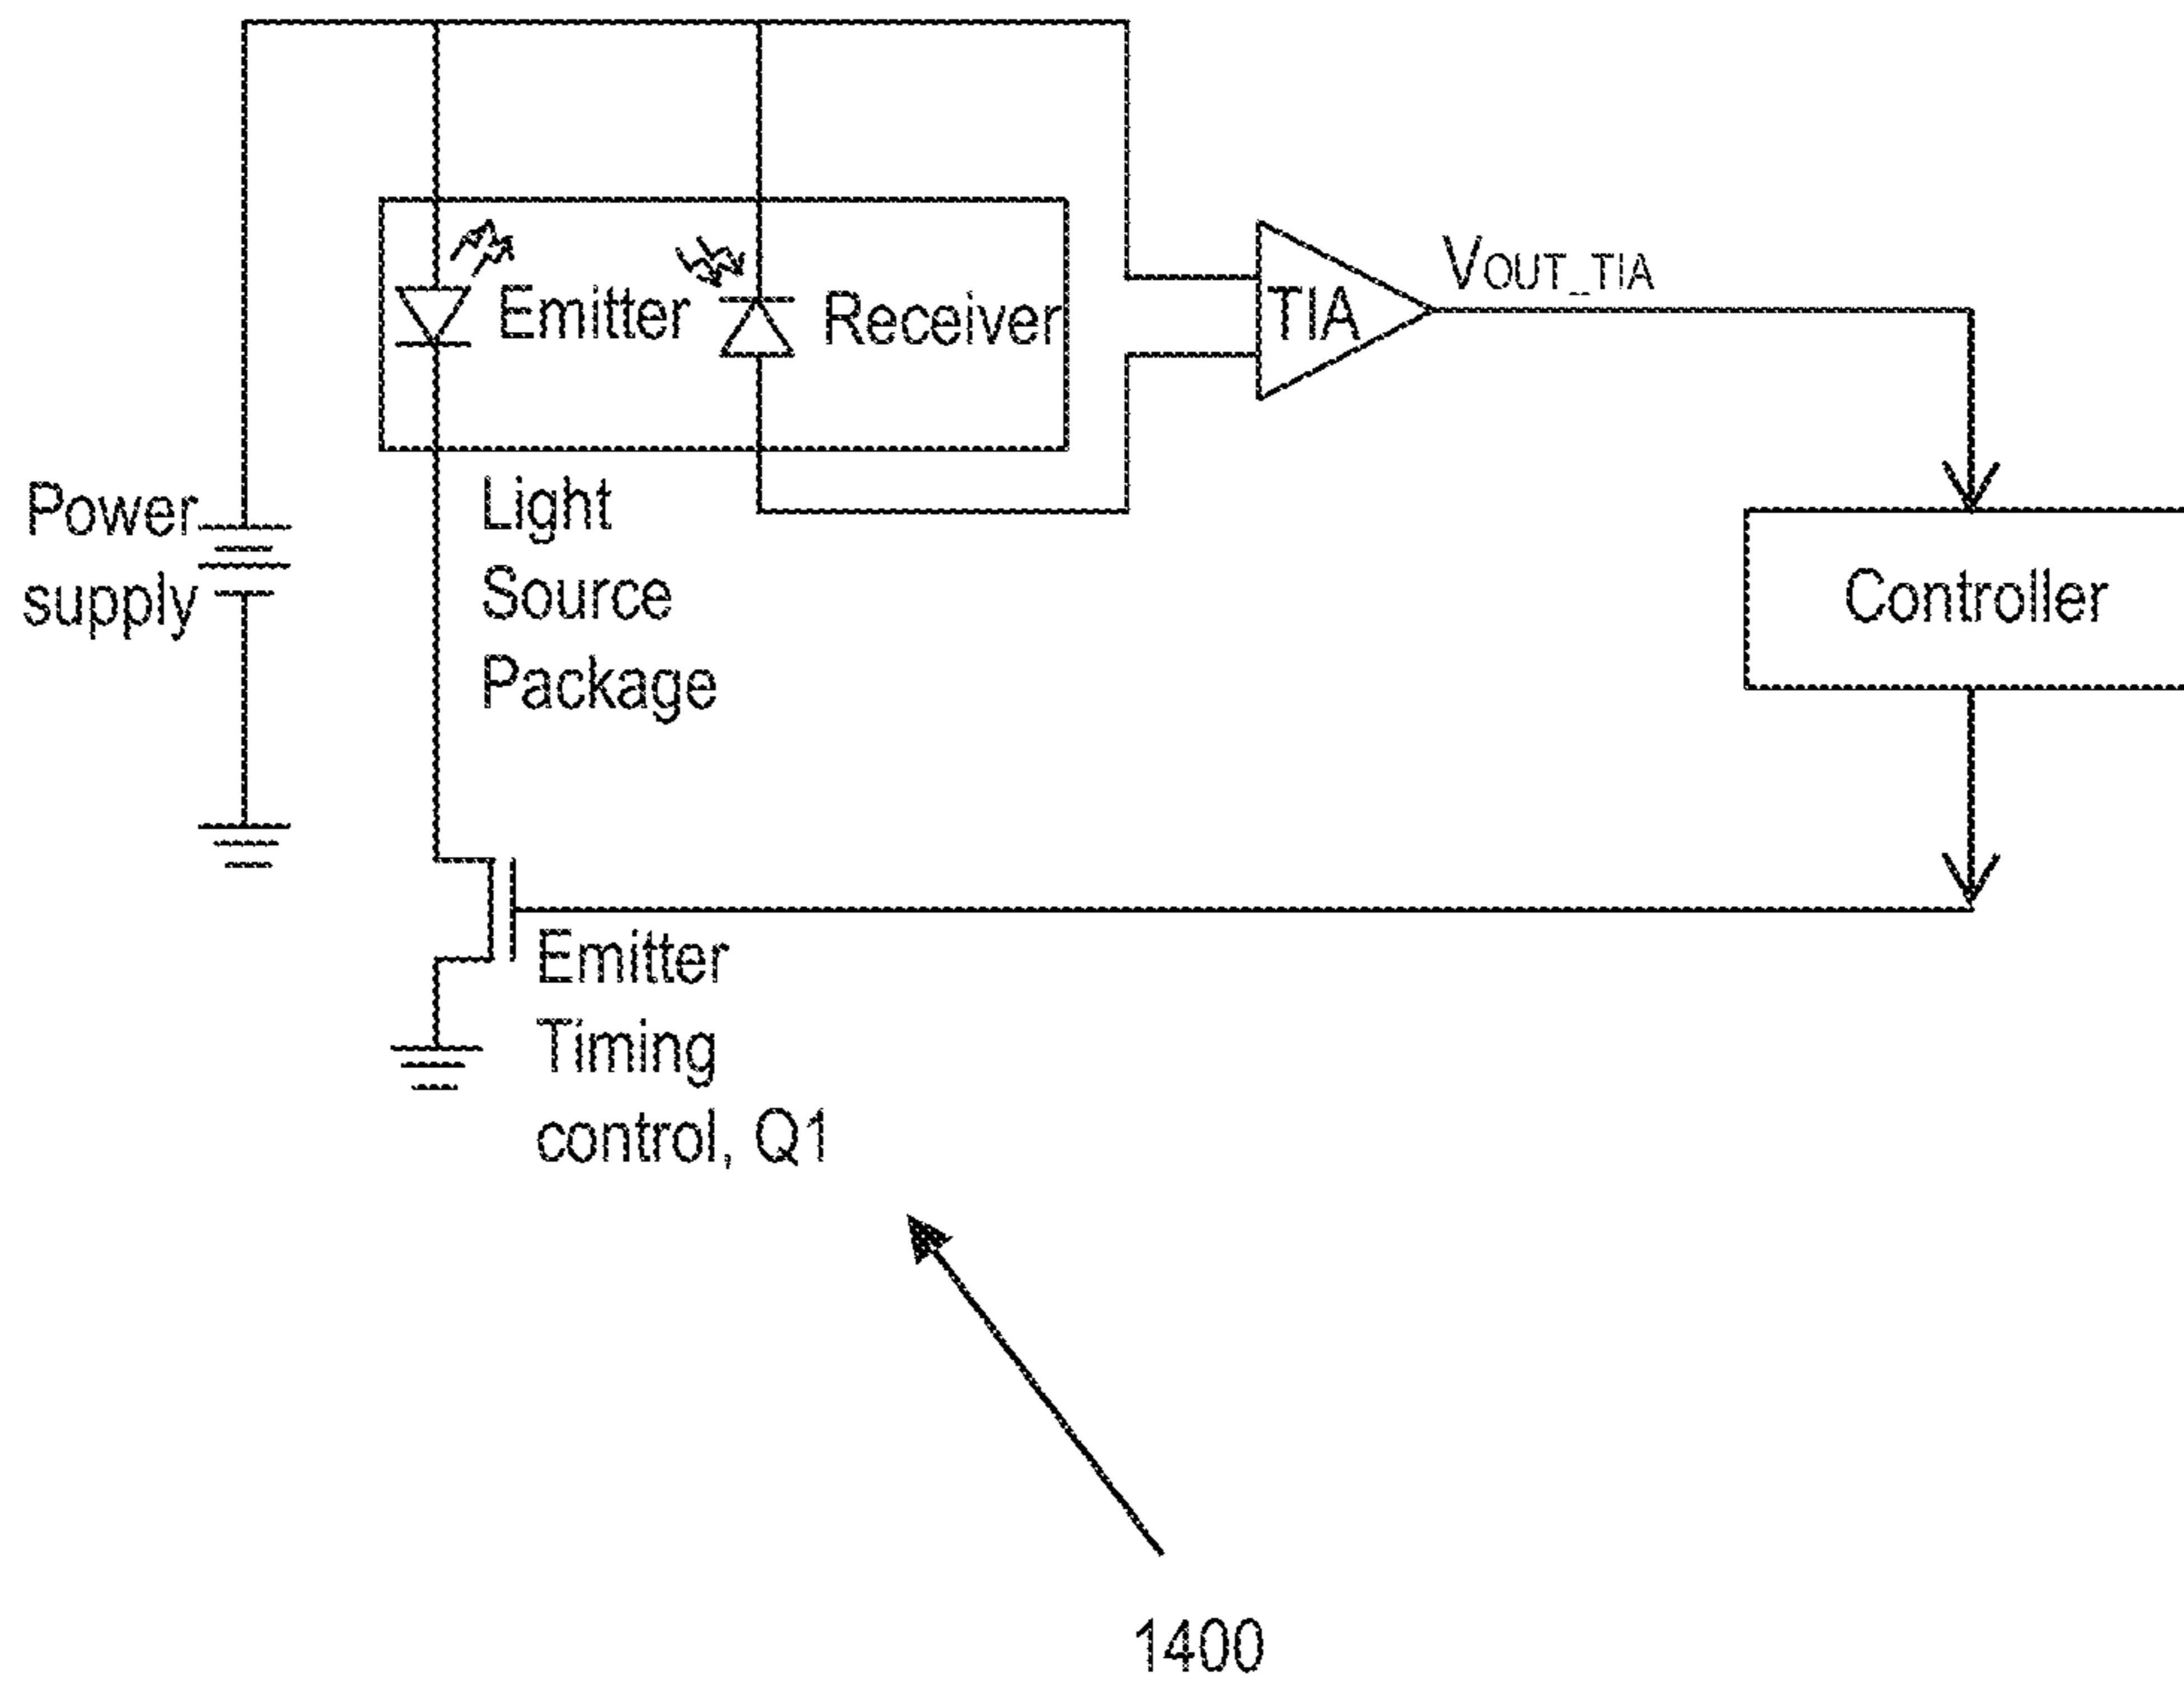 Emitter
Receiver
TIA
VOUT_TIA
Power
supply
Light
Source
Package
Controller
Emitter
Timing
control, Q1
1400